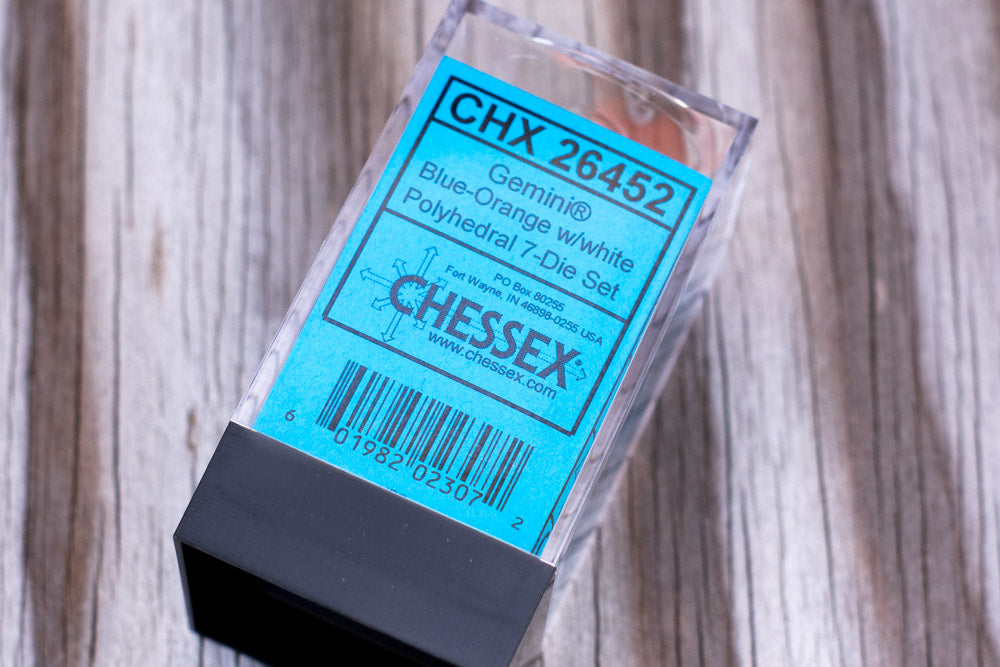 CHX 26452
Gemini®
Blue-Orange w/white
Polyhedral 7-Die Set
PO Box 80255
Fort Wayne, IN 46898-0255 USA
CHESSEX®
www.chessex.com
6 01982 02307 2